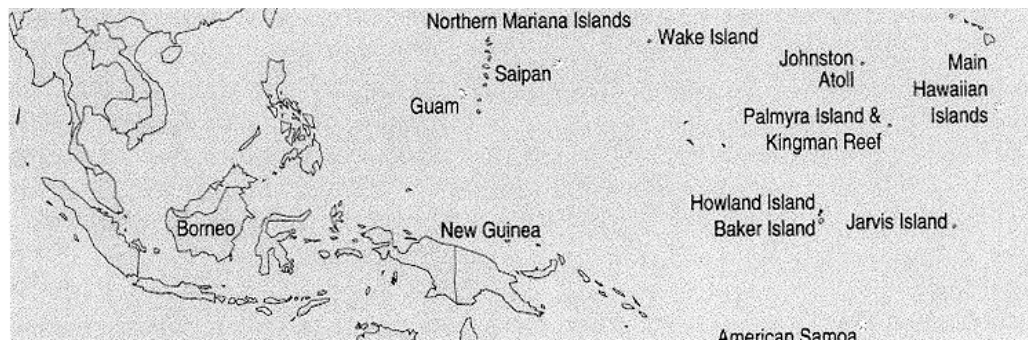 Northern Mariana Islands
Wake Island
Saipan
Guam
Johnston
Atoll
Main
Hawaiian
Islands
Palmyra Island &
Kingman Reef
Howland Island
Baker Island
Jarvis Island
Borneo
New Guinea
American Samoa